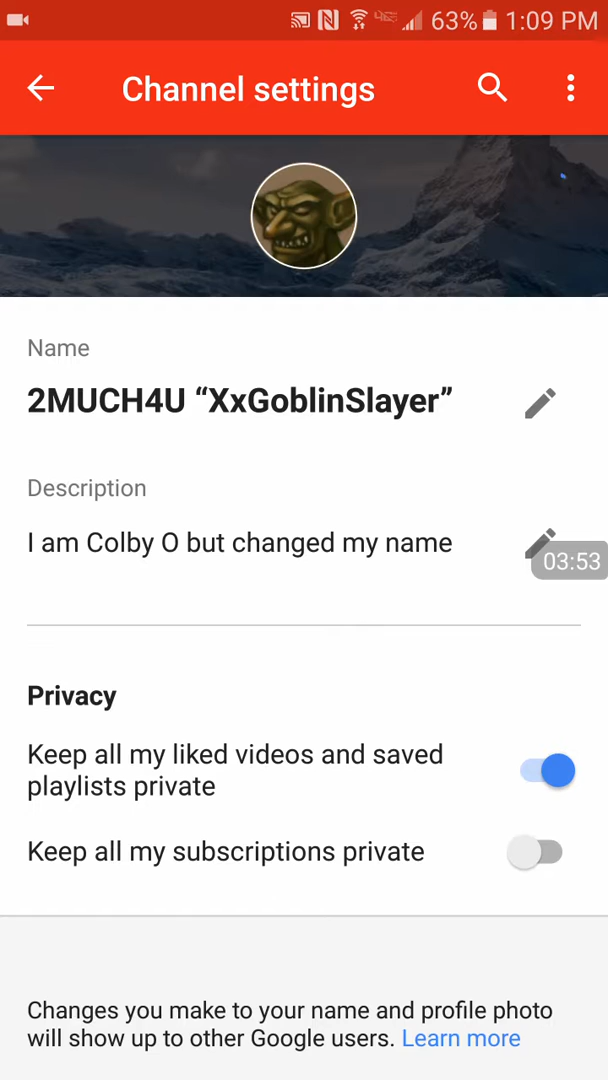 63% 1:09 PM
Channel settings
Name
2MUCH4U “XxGoblinSlayer”
Description
I am Colby O but changed my name
03:53
Privacy
Keep all my liked videos and saved
playlists private
Keep all my subscriptions private
Changes you make to your name and profile photo
will show up to other Google users. Learn more